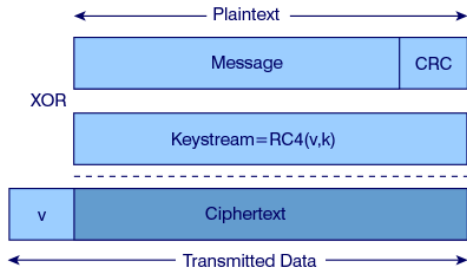 Plaintext
Message CRC
XOR
Keystream=RC4(v,k)
v Ciphertext
Transmitted Data